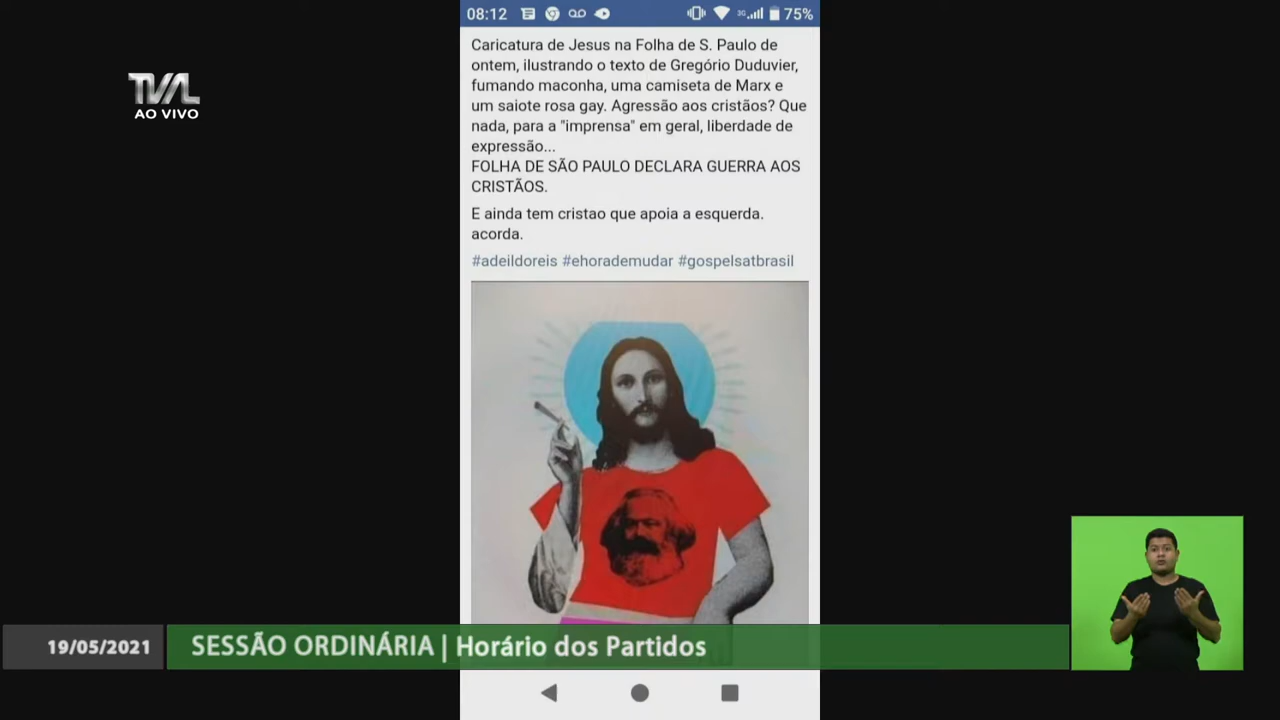 08:12
3G
75%
TVAL
AO VIVO
Caricatura de Jesus na Folha de S. Paulo de
ontem, ilustrando o texto de Gregório Duduvier,
fumando maconha, uma camiseta de Marx e
um saiote rosa gay. Agressão aos cristãos? Que
nada, para a "imprensa" em geral, liberdade de
expressão...
FOLHA DE SÃO PAULO DECLARA GUERRA AOS
CRISTÃOS.
E ainda tem cristao que apoia a esquerda.
acorda.
#adeildoreis #ehorademudar #gospelsatbrasil
19/05/2021
SESSÃO ORDINÁRIA | Horário dos Partidos